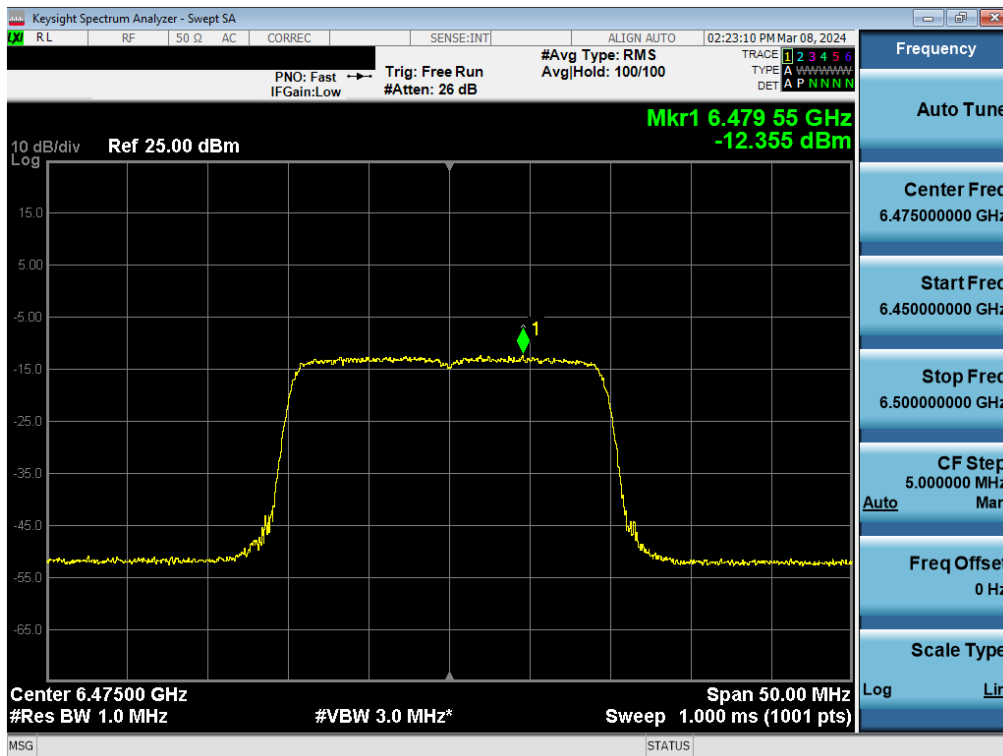 Keysight Spectrum Analyzer - Swept SA
LXI RL RF 50 Ω AC CORREC SENSE:INT ALIGN AUTO 02:23:10 PM Mar 08, 2024
PNO: Fast
IFGain:Low
Trig: Free Run
#Atten: 26 dB
#Avg Type: RMS
Avg|Hold: 100/100
TRACE 1 2 3 4 5 6
TYPE A WWWWW
DET A P N N N N
Mkr1 6.479 55 GHz
-12.355 dBm
10 dB/div Ref 25.00 dBm
Log
15.0
5.00
-5.00
1
-15.0
-25.0
-35.0
-45.0
-55.0
-65.0
Center 6.47500 GHz Span 50.00 MHz
#Res BW 1.0 MHz #VBW 3.0 MHz* Sweep 1.000 ms (1001 pts)
MSG STATUS
Frequency
Auto Tune
Center Freq
6.475000000 GHz
Start Freq
6.450000000 GHz
Stop Freq
6.500000000 GHz
CF Step
5.000000 MHz
Auto Man
Freq Offset
0 Hz
Scale Type
Log Lin